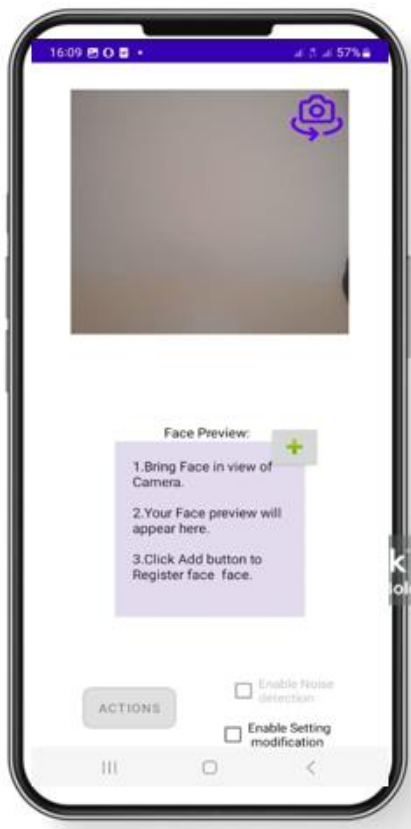 16:09
57%
Face Preview:
+
1.Bring Face in view of
Camera.
2.Your Face preview will
appear here.
3.Click Add button to
Register face face.
ACTIONS
Enable Noise
detection
Enable Setting
modification